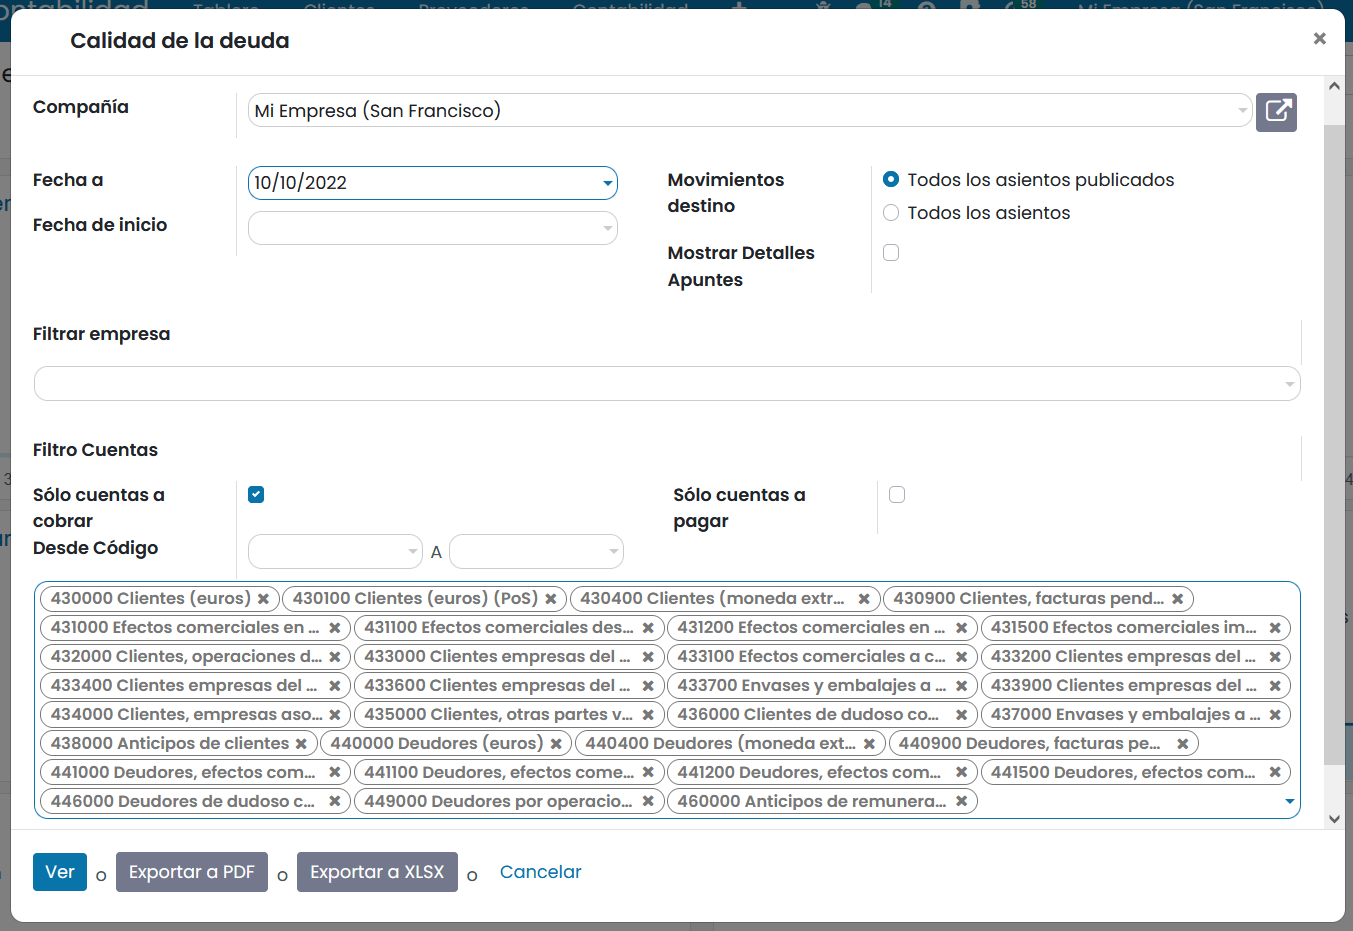 Calidad de la deuda
Compañía
Mi Empresa (San Francisco)
Fecha a
10/10/2022
Movimientos destino
Todos los asientos publicados
Todos los asientos
Fecha de inicio
Mostrar Detalles Apuntes
Filtrar empresa
Filtro Cuentas
Sólo cuentas a cobrar
Sólo cuentas a pagar
Desde Código
A
430000 Clientes (euros)
430100 Clientes (euros) (PoS)
430400 Clientes (moneda extr...
430900 Clientes, facturas pend...
431000 Efectos comerciales en ...
431100 Efectos comerciales des...
431200 Efectos comerciales en ...
431500 Efectos comerciales im...
432000 Clientes, operaciones d...
433000 Clientes empresas del ...
433100 Efectos comerciales a c...
433200 Clientes empresas del ...
433400 Clientes empresas del ...
433600 Clientes empresas del ...
433700 Envases y embalajes a ...
433900 Clientes empresas del ...
434000 Clientes, empresas aso...
435000 Clientes, otras partes v...
436000 Clientes de dudoso co...
437000 Envases y embalajes a ...
438000 Anticipos de clientes
440000 Deudores (euros)
440400 Deudores (moneda ext...
440900 Deudores, facturas pe...
441000 Deudores, efectos com...
441100 Deudores, efectos come...
441200 Deudores, efectos com...
441500 Deudores, efectos com...
446000 Deudores de dudoso c...
449000 Deudores por operacio...
460000 Anticipos de remunera...
Ver o Exportar a PDF o Exportar a XLSX o Cancelar